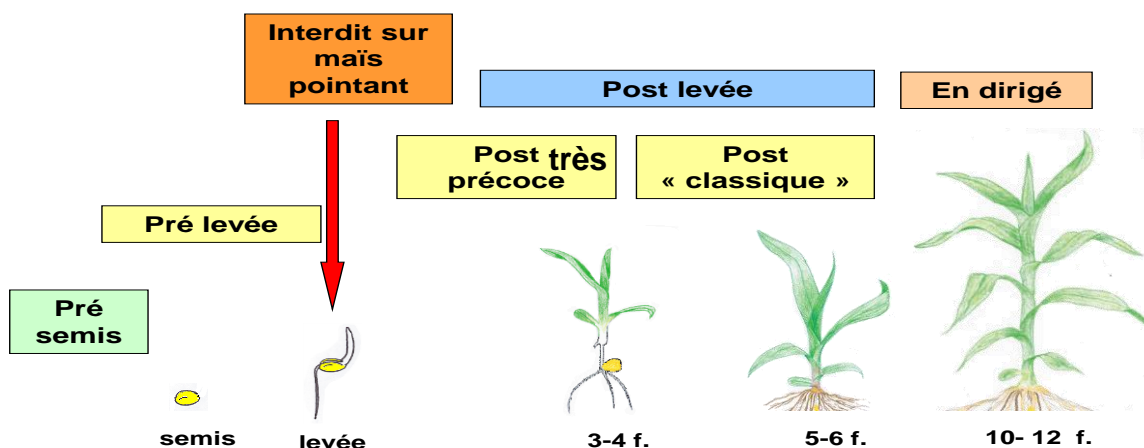 Interdit sur
maïs
pointant
Post levée
En dirigé
Post très
précoce
Post
« classique »
Pré levée
Pré
semis
semis
levée
3-4 f.
5-6 f.
10- 12 f.